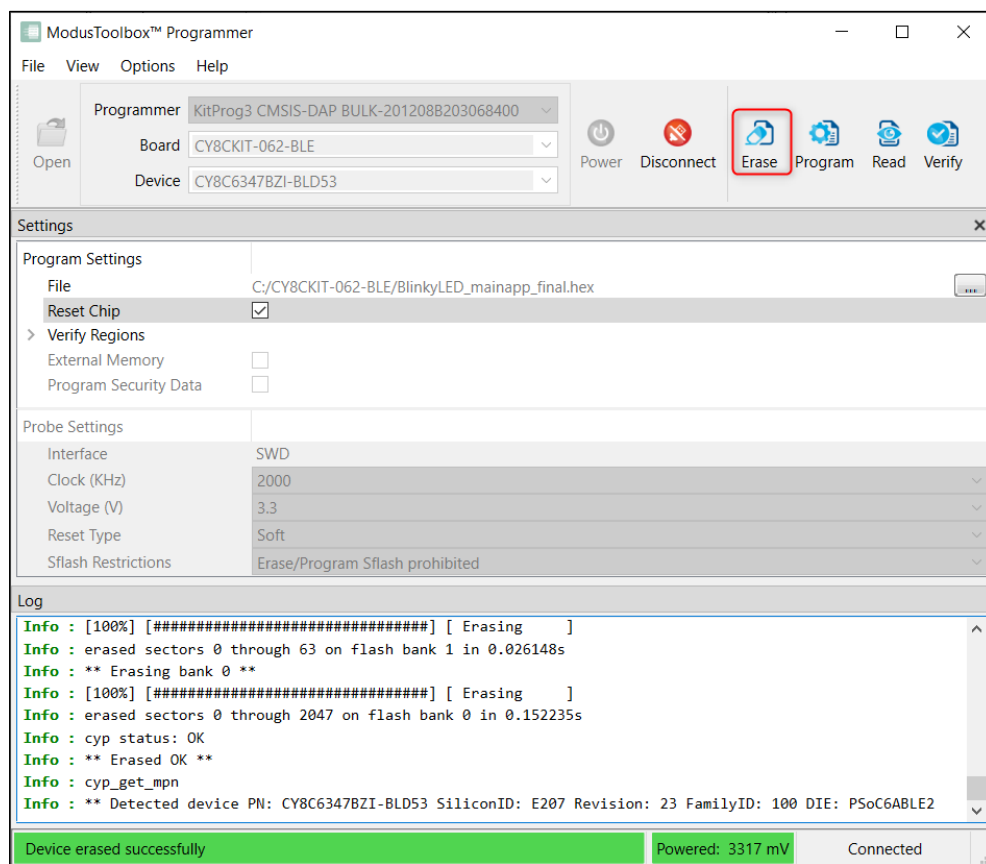 ModusToolbox™ Programmer
File View Options Help
Open
Programmer KitProg3 CMSIS-DAP BULK-201208B203068400
Board CY8CKIT-062-BLE
Device CY8C6347BZI-BLD53
Power Disconnect Erase Program Read Verify
Settings
Program Settings
File C:/CY8CKIT-062-BLE/BlinkyLED_mainapp_final.hex ...
Reset Chip
Verify Regions
External Memory
Program Security Data
Probe Settings
Interface SWD
Clock (KHz) 2000
Voltage (V) 3.3
Reset Type Soft
Sflash Restrictions Erase/Program Sflash prohibited
Log
Info : [100%] [################################] [ Erasing     ]
Info : erased sectors 0 through 63 on flash bank 1 in 0.026148s
Info : ** Erasing bank 0 **
Info : [100%] [################################] [ Erasing     ]
Info : erased sectors 0 through 2047 on flash bank 0 in 0.152235s
Info : cyp status: OK
Info : ** Erased OK **
Info : cyp_get_mpn
Info : ** Detected device PN: CY8C6347BZI-BLD53 SiliconID: E207 Revision: 23 FamilyID: 100 DIE: PSoC6ABLE2
Device erased successfully Powered: 3317 mV Connected